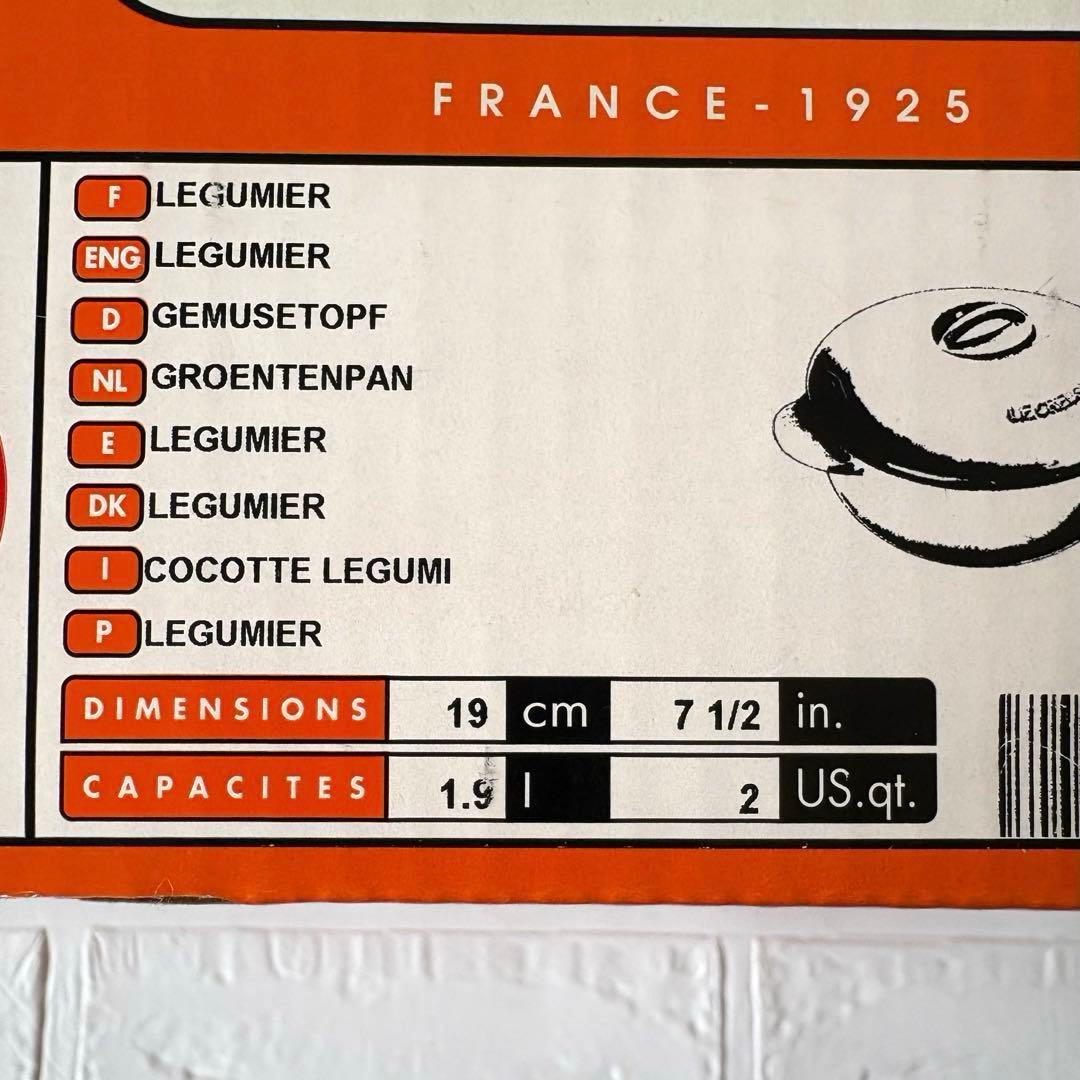 FRANCE-1925
F LEGUMIER
ENG LEGUMIER
D GEMUSETOPF
NL GROENTENPAN
E LEGUMIER
DK LEGUMIER
I COCOTTE LEGUMI
P LEGUMIER
DIMENSIONS 19 cm 7 1/2 in.
CAPACITES 1.9 l 2 US.qt.